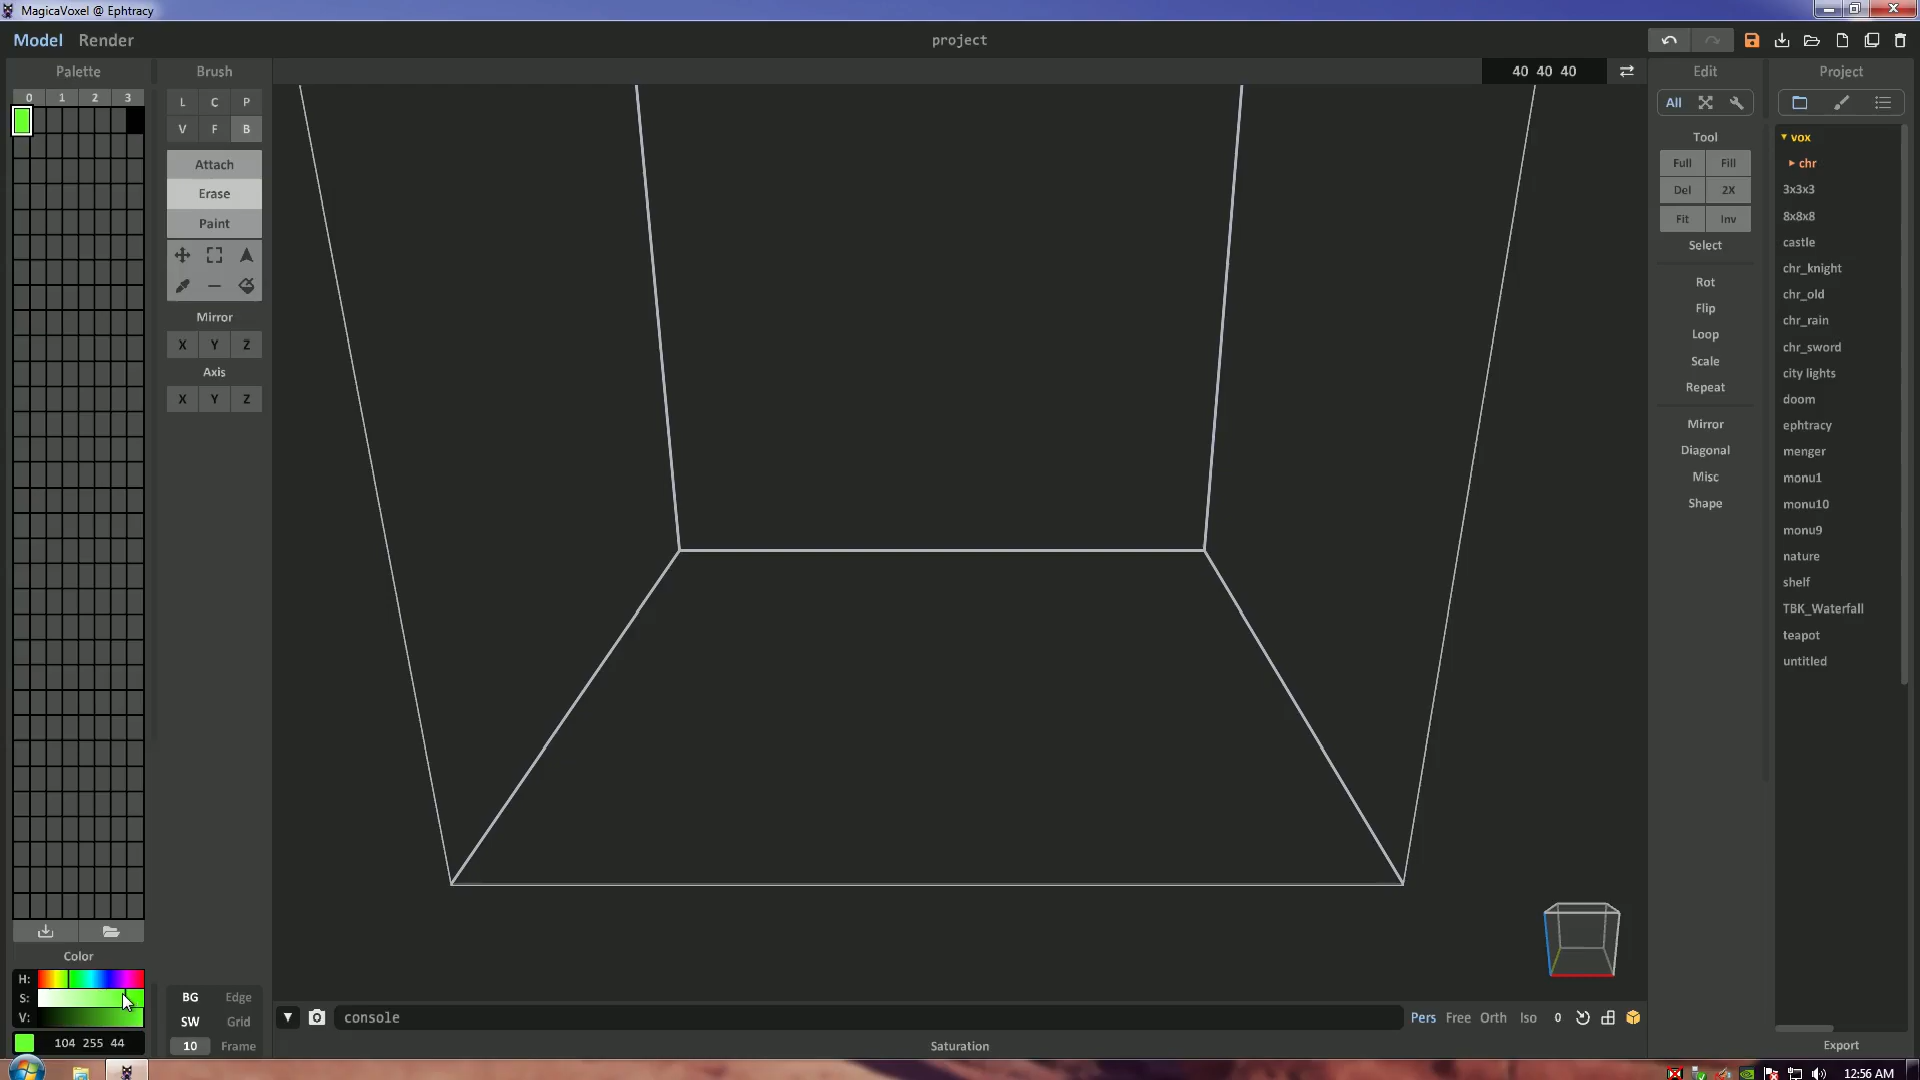 MagicaVoxel @ Ephtracy
Model Render
project
Palette
0 1 2 3
Brush
L C P
V F B
Attach
Erase
Paint
Mirror
X Y Z
Axis
X Y Z
40 40 40
Edit
All
Tool
Full Fill
Del 2X
Fit Inv
Select
Rot
Flip
Loop
Scale
Repeat
Mirror
Diagonal
Misc
Shape
Project
vox
chr
3x3x3
8x8x8
castle
chr_knight
chr_old
chr_rain
chr_sword
city lights
doom
ephtracy
menger
monu1
monu10
monu9
nature
shelf
TBK_Waterfall
teapot
untitled
Export
Color
H:
S:
V:
104 255 44
BG Edge
SW Grid
10 Frame
console
Pers Free Orth Iso 0
Saturation
12:56 AM